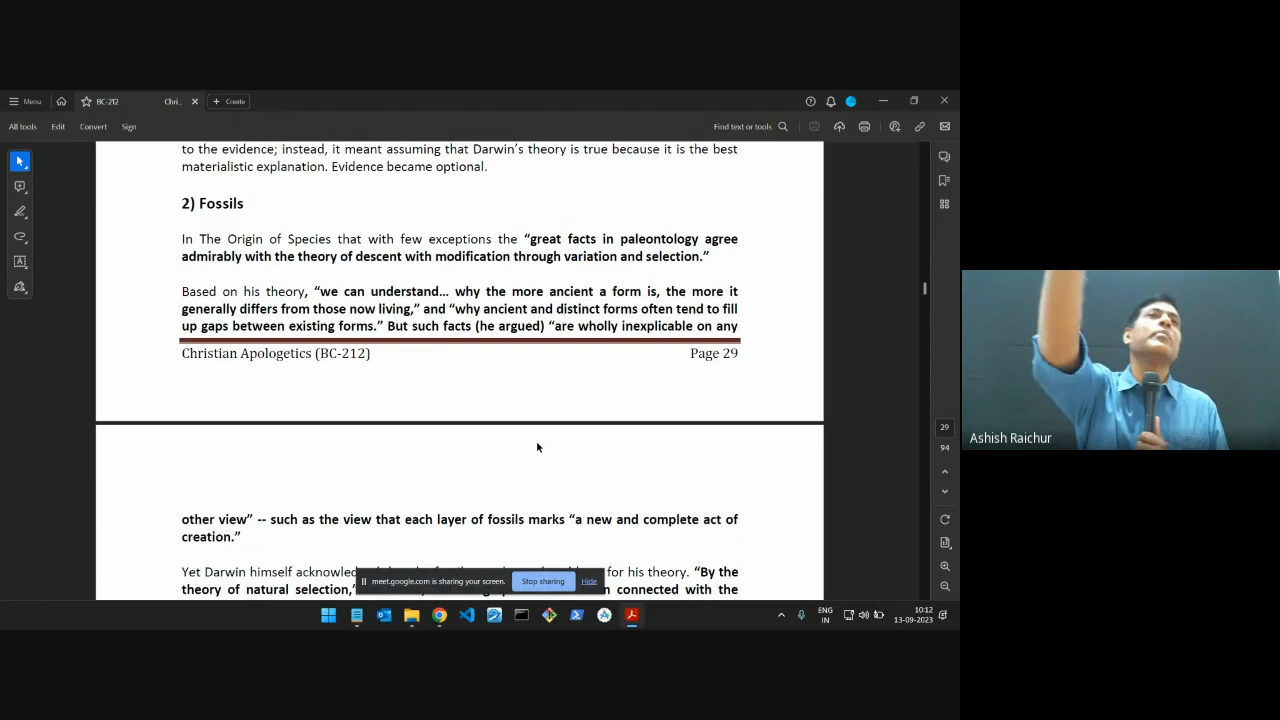 Menu
BC-212
Chri...
Create
All tools
Edit
Convert
Sign
Find text or tools
to the evidence; instead, it meant assuming that Darwin's theory is true because it is the best
materialistic explanation. Evidence became optional.
2) Fossils
In The Origin of Species that with few exceptions the “great facts in paleontology agree
admirably with the theory of descent with modification through variation and selection.”
Based on his theory, “we can understand… why the more ancient a form is, the more it
generally differs from those now living,” and “why ancient and distinct forms often tend to fill
up gaps between existing forms.” But such facts (he argued) “are wholly inexplicable on any
Christian Apologetics (BC-212)
Page 29
other view” -- such as the view that each layer of fossils marks “a new and complete act of
creation.”
Yet Darwin himself for his theory. “By the
theory of natural selection, connected with the
meet.google.com is sharing your screen.
Stop sharing
Hide
29
94
Ashish Raichur
ENG
IN
10:12
13-09-2023